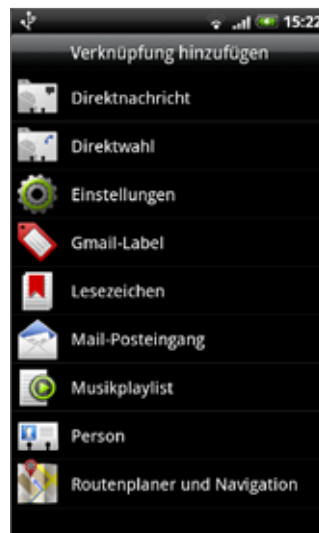 15:22
Verknüpfung hinzufügen
Direktnachricht
Direktwahl
Einstellungen
Gmail-Label
Lesezeichen
Mail-Posteingang
Musikplaylist
Person
Routenplaner und Navigation